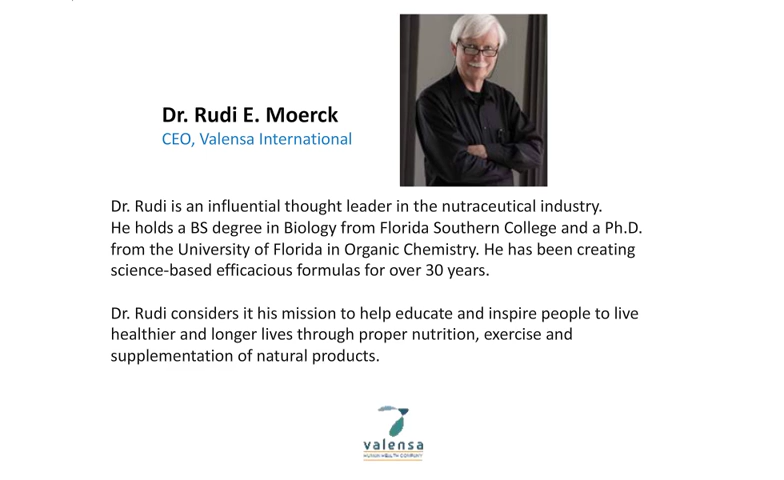 Dr. Rudi E. Moerck
CEO, Valensa International
Dr. Rudi is an influential thought leader in the nutraceutical industry.
He holds a BS degree in Biology from Florida Southern College and a Ph.D.
from the University of Florida in Organic Chemistry. He has been creating
science-based efficacious formulas for over 30 years.
Dr. Rudi considers it his mission to help educate and inspire people to live
healthier and longer lives through proper nutrition, exercise and
supplementation of natural products.
valensa
HUMAN HEALTH COMPANY